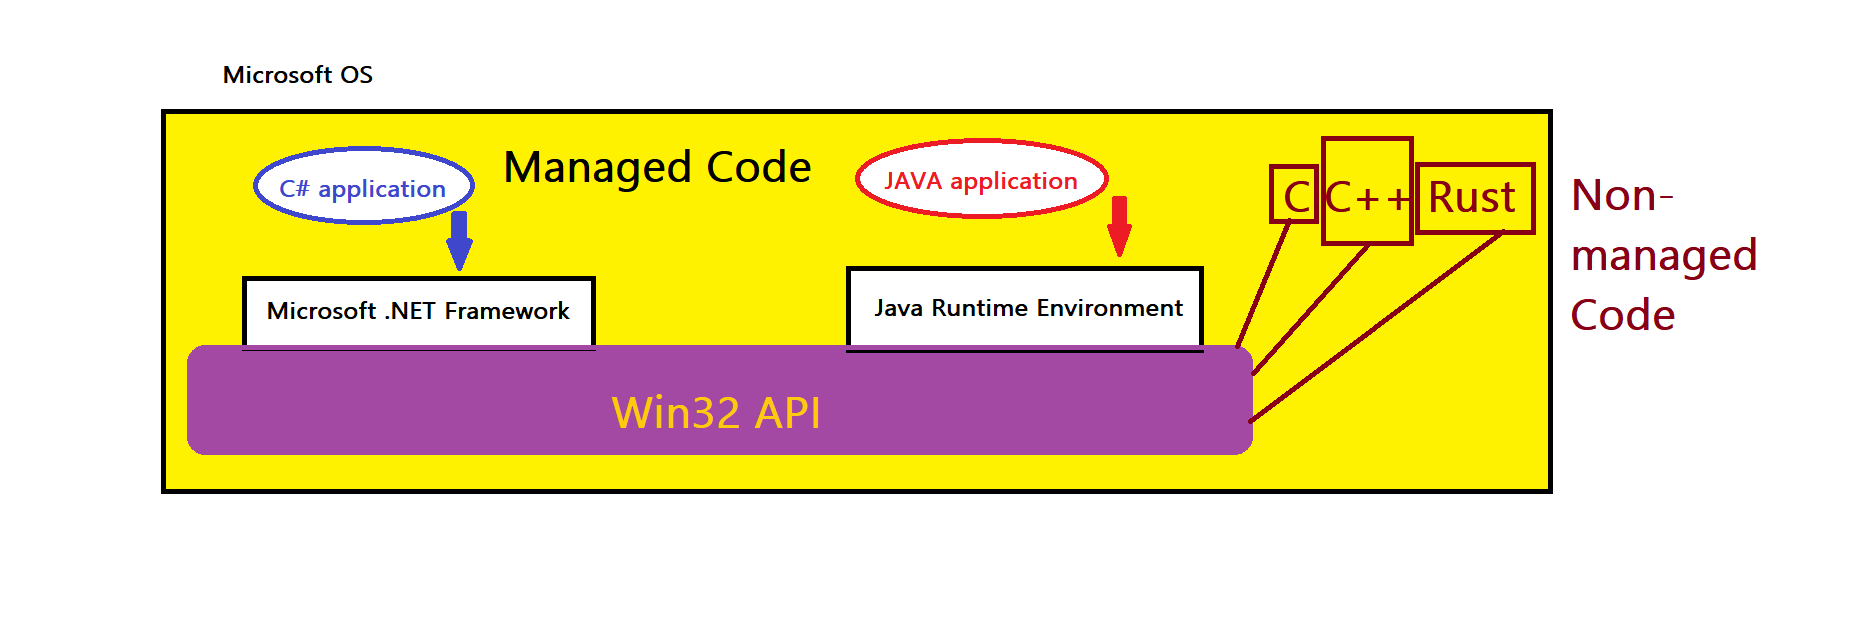 Microsoft OS
C# application
Managed Code
JAVA application
C
C++
Rust
Non-
managed
Code
Microsoft .NET Framework
Java Runtime Environment
Win32 API